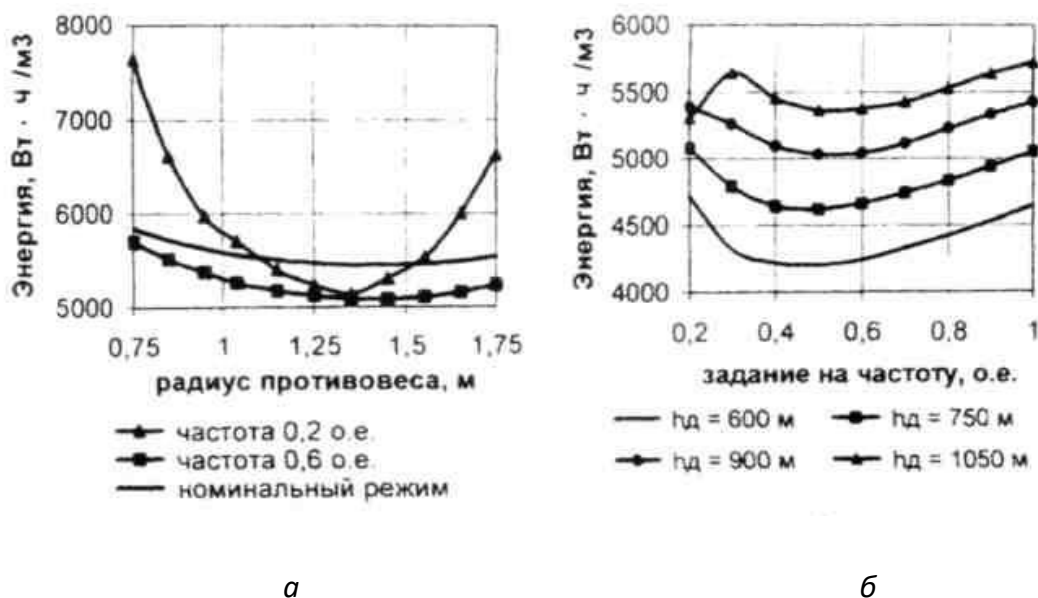 8000
7000
6000
5000
Энергия, Вт · ч /м3
0,75 1 1,25 1,5 1,75
радиус противовеса, м
частота 0,2 о.е.
частота 0,6 о.е.
номинальный режим
а
6000
5500
5000
4500
4000
Энергия, Вт · ч /м3
0,2 0,4 0,6 0,8 1
задание на частоту, о.е.
hд = 600 м hд = 750 м
hд = 900 м hд = 1050 м
б